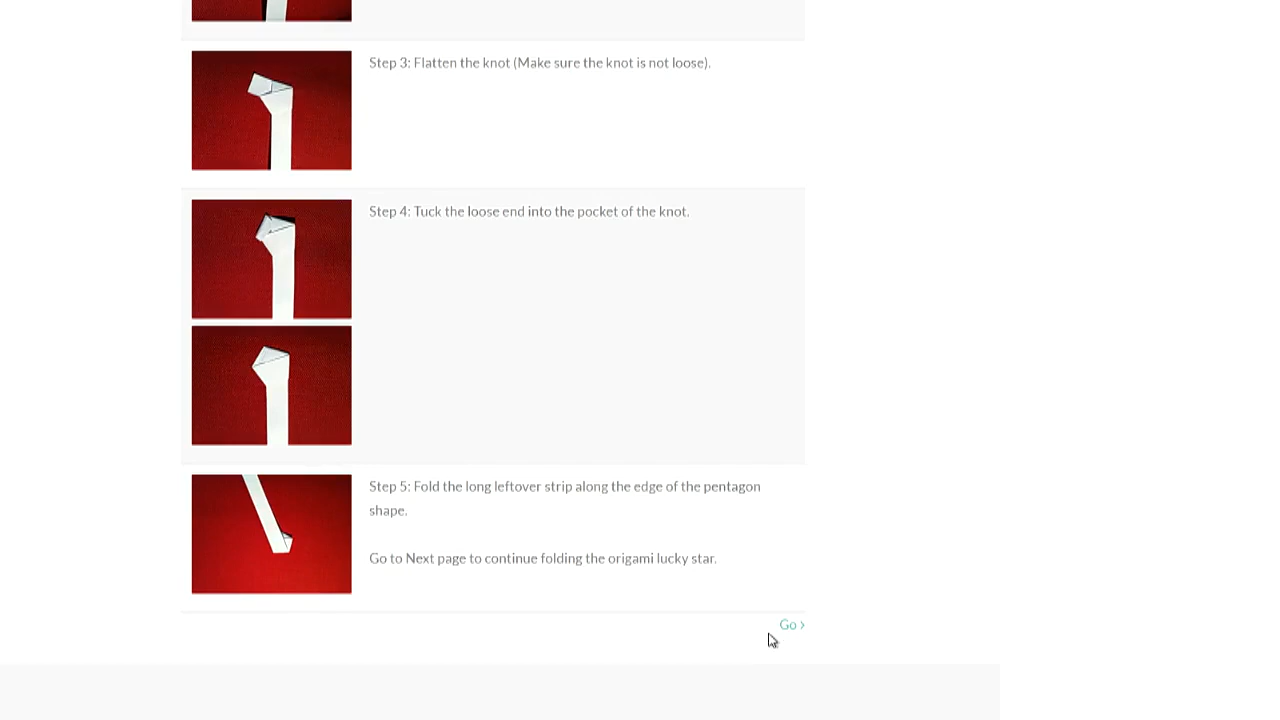 Step 3: Flatten the knot (Make sure the knot is not loose).
Step 4: Tuck the loose end into the pocket of the knot.
Step 5: Fold the long leftover strip along the edge of the pentagon
shape.
Go to Next page to continue folding the origami lucky star.
Go ›